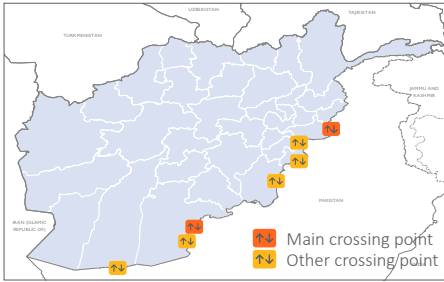 UZBEKISTAN
TAJIKISTAN
TURKMENISTAN
JAMMU AND
KASHMIR
PAKISTAN
IRAN (ISLAMIC
REPUBLIC OF)
Main crossing point
Other crossing point